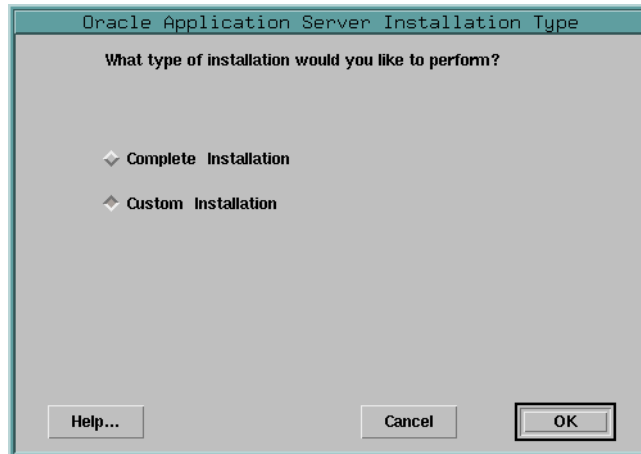 Oracle Application Server Installation Type
What type of installation would you like to perform?
Complete Installation
Custom Installation
Help...
Cancel
OK